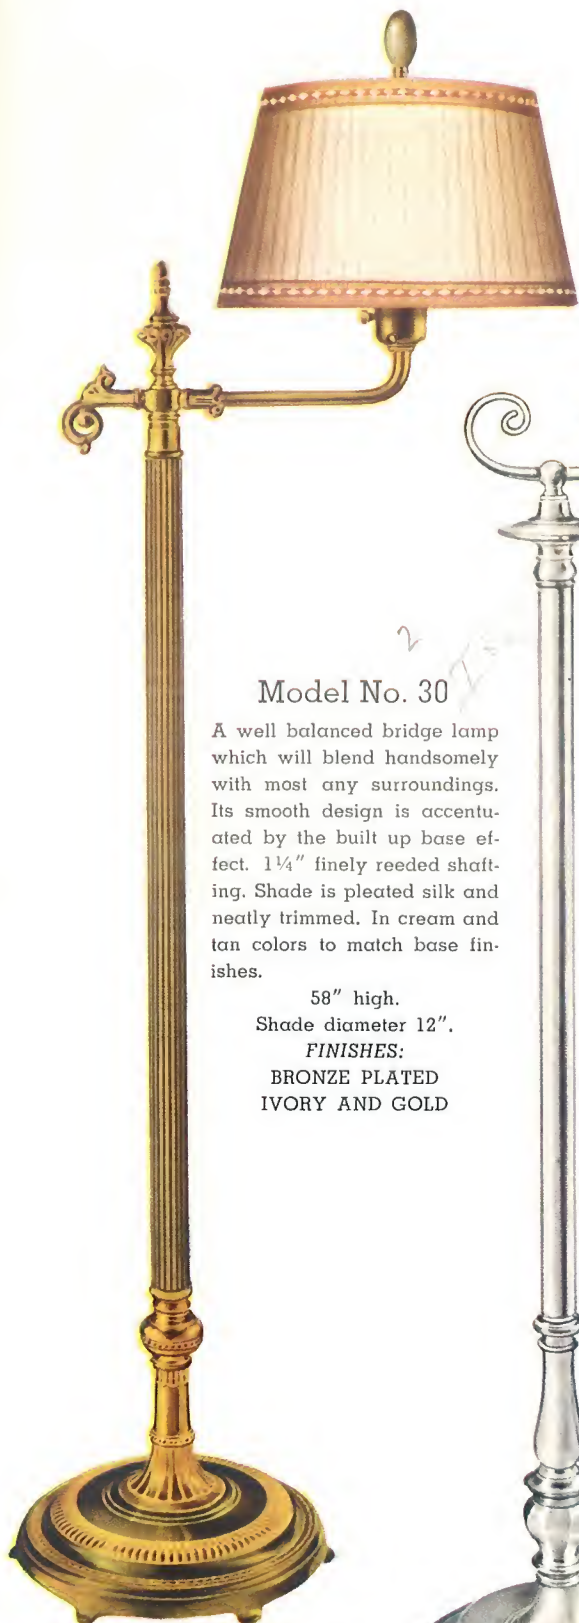 2
Model No. 30
A well balanced bridge lamp
which will blend handsomely
with most any surroundings.
Its smooth design is accentu-
ated by the built up base ef-
fect. 1¼" finely reeded shaft-
ing. Shade is pleated silk and
neatly trimmed. In cream and
tan colors to match base fin-
ishes.
58" high.
Shade diameter 12".
FINISHES:
BRONZE PLATED
IVORY AND GOLD